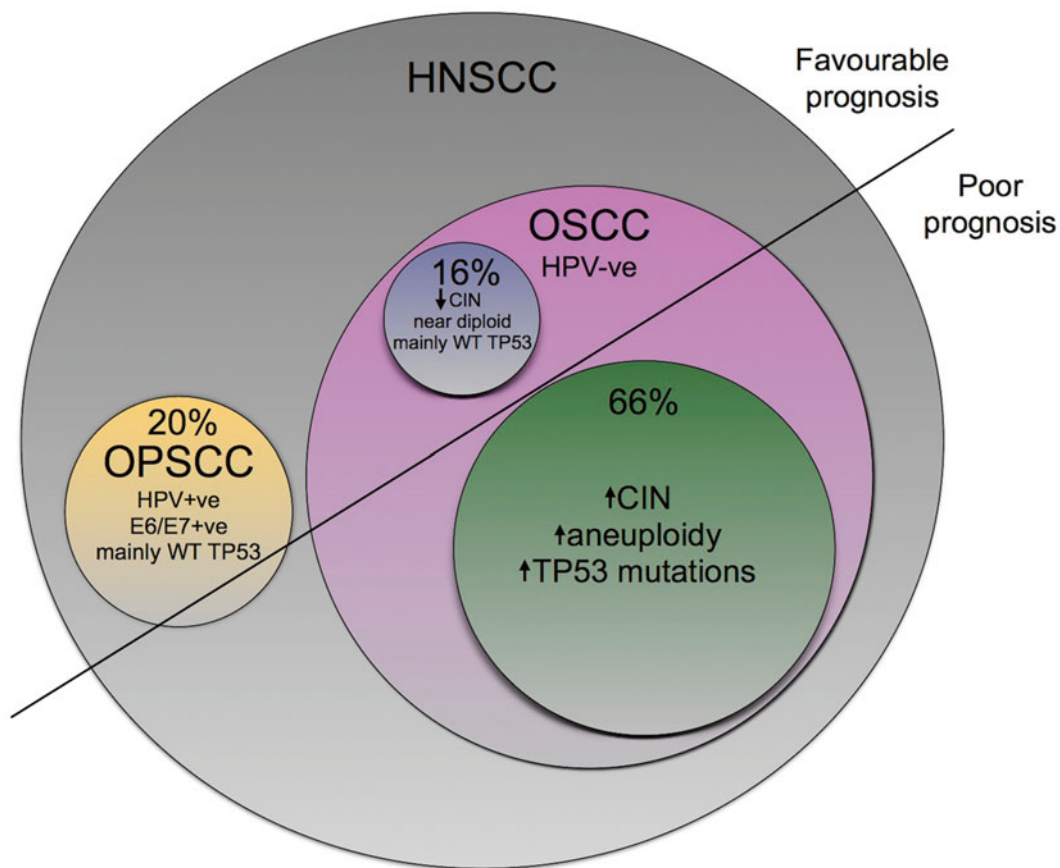 HNSCC
Favourable
prognosis
Poor
prognosis
OSCC
HPV-ve
16%
↓CIN
near diploid
mainly WT TP53
66%
↑CIN
↑aneuploidy
↑TP53 mutations
20%
OPSCC
HPV+ve
E6/E7+ve
mainly WT TP53